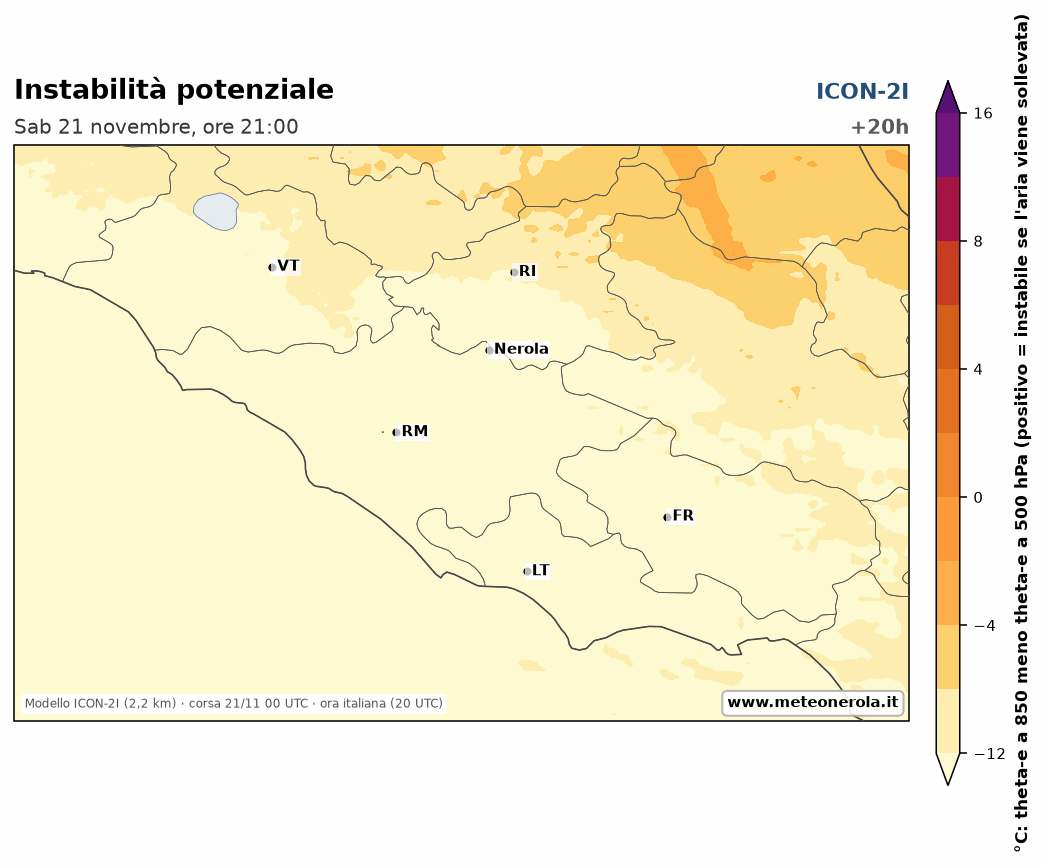 Instabilità potenziale
ICON-2I
Sab 21 novembre, ore 21:00
+20h
VT
RI
Nerola
RM
FR
LT
Modello ICON-2I (2,2 km) · corsa 21/11 00 UTC · ora italiana (20 UTC)
www.meteonerola.it
16
8
4
0
−4
−12
°C: theta-e a 850 meno theta-e a 500 hPa (positivo = instabile se l'aria viene sollevata)